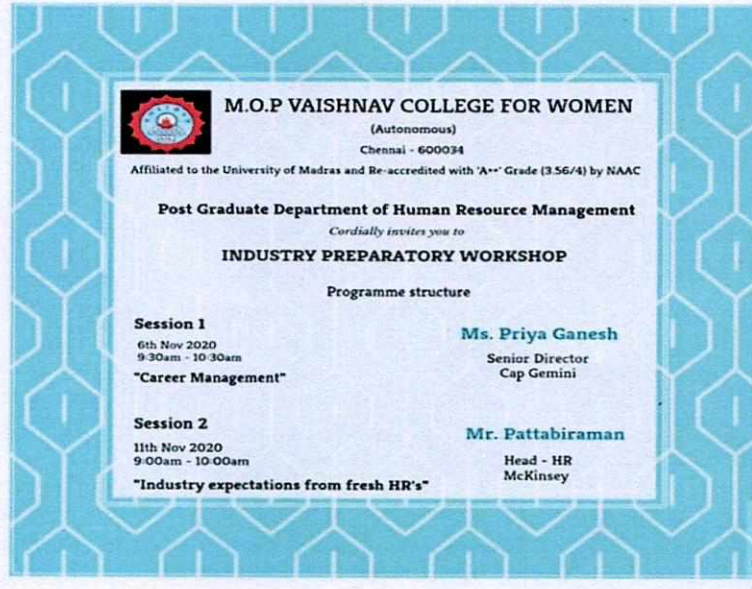 M.O.P VAISHNAV COLLEGE FOR WOMEN
(Autonomous)
Chennai - 600034
Affiliated to the University of Madras and Re-accredited with 'A++' Grade (3.56/4) by NAAC
Post Graduate Department of Human Resource Management
Cordially invites you to
INDUSTRY PREPARATORY WORKSHOP
Programme structure
Session 1
6th Nov 2020
9:30am - 10:30am
"Career Management"
Ms. Priya Ganesh
Senior Director
Cap Gemini
Session 2
11th Nov 2020
9:00am - 10:00am
"Industry expectations from fresh HR's"
Mr. Pattabiraman
Head - HR
McKinsey